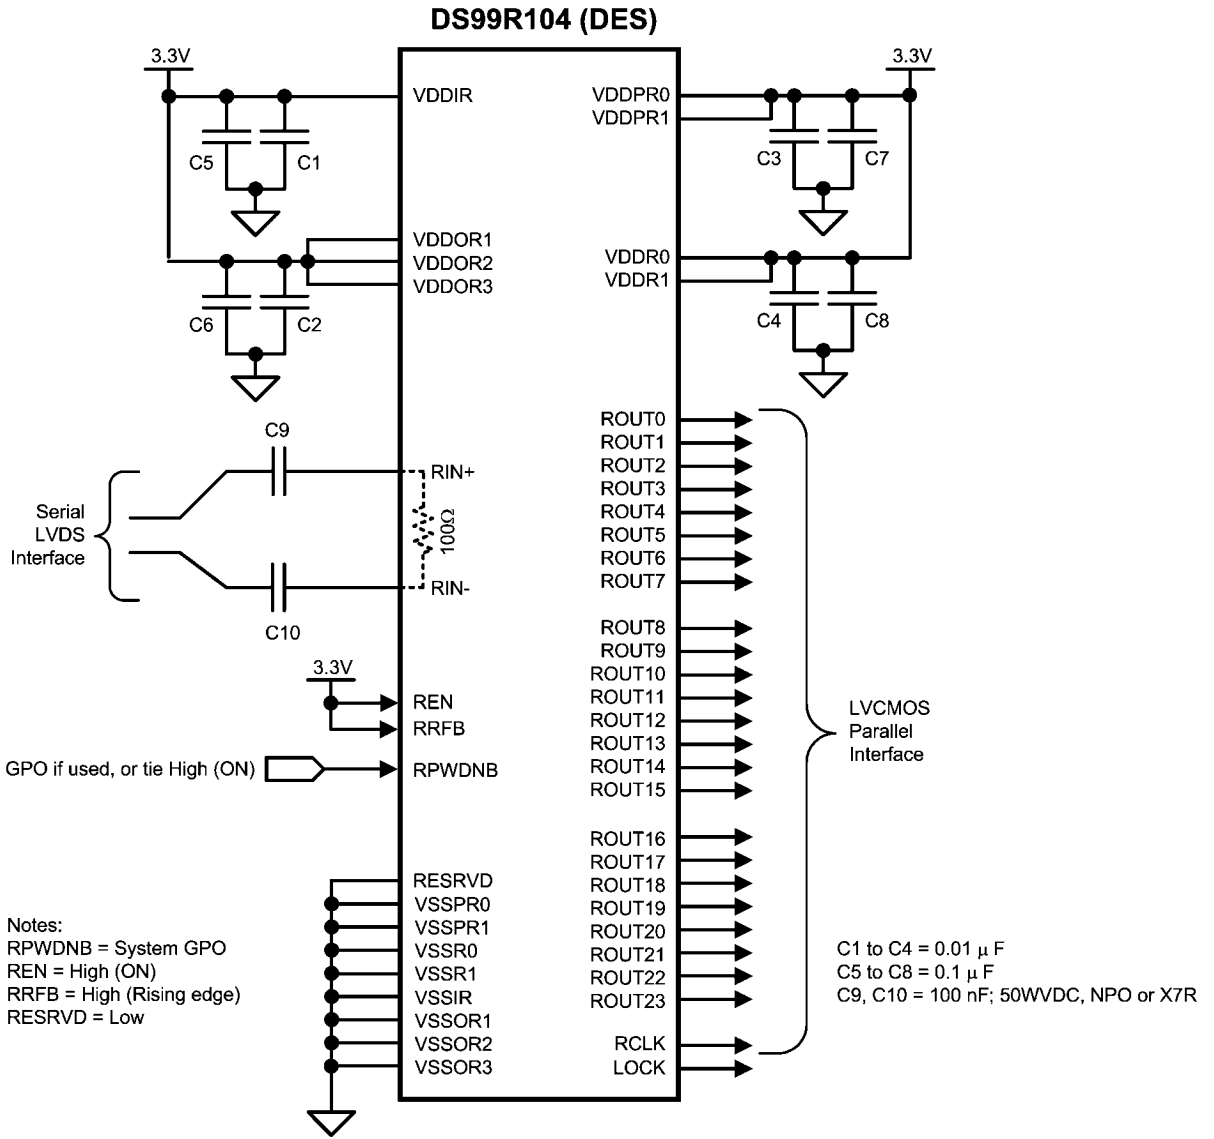 DS99R104 (DES)
3.3V
3.3V
VDDIR
VDDPR0
VDDPR1
C5
C1
C3
C7
VDDOR1
VDDOR2
VDDOR3
VDDR0
VDDR1
C6
C2
C4
C8
C9
Serial
LVDS
Interface
RIN+
100Ω
RIN-
C10
3.3V
REN
RRFB
GPO if used, or tie High (ON)
RPWDNB
RESRVD
VSSPR0
VSSPR1
VSSR0
VSSR1
VSSIR
VSSOR1
VSSOR2
VSSOR3
ROUT0
ROUT1
ROUT2
ROUT3
ROUT4
ROUT5
ROUT6
ROUT7
ROUT8
ROUT9
ROUT10
ROUT11
ROUT12
ROUT13
ROUT14
ROUT15
ROUT16
ROUT17
ROUT18
ROUT19
ROUT20
ROUT21
ROUT22
ROUT23
RCLK
LOCK
LVCMOS
Parallel
Interface
Notes:
RPWDNB = System GPO
REN = High (ON)
RRFB = High (Rising edge)
RESRVD = Low
C1 to C4 = 0.01 µ F
C5 to C8 = 0.1 µ F
C9, C10 = 100 nF; 50WVDC, NPO or X7R